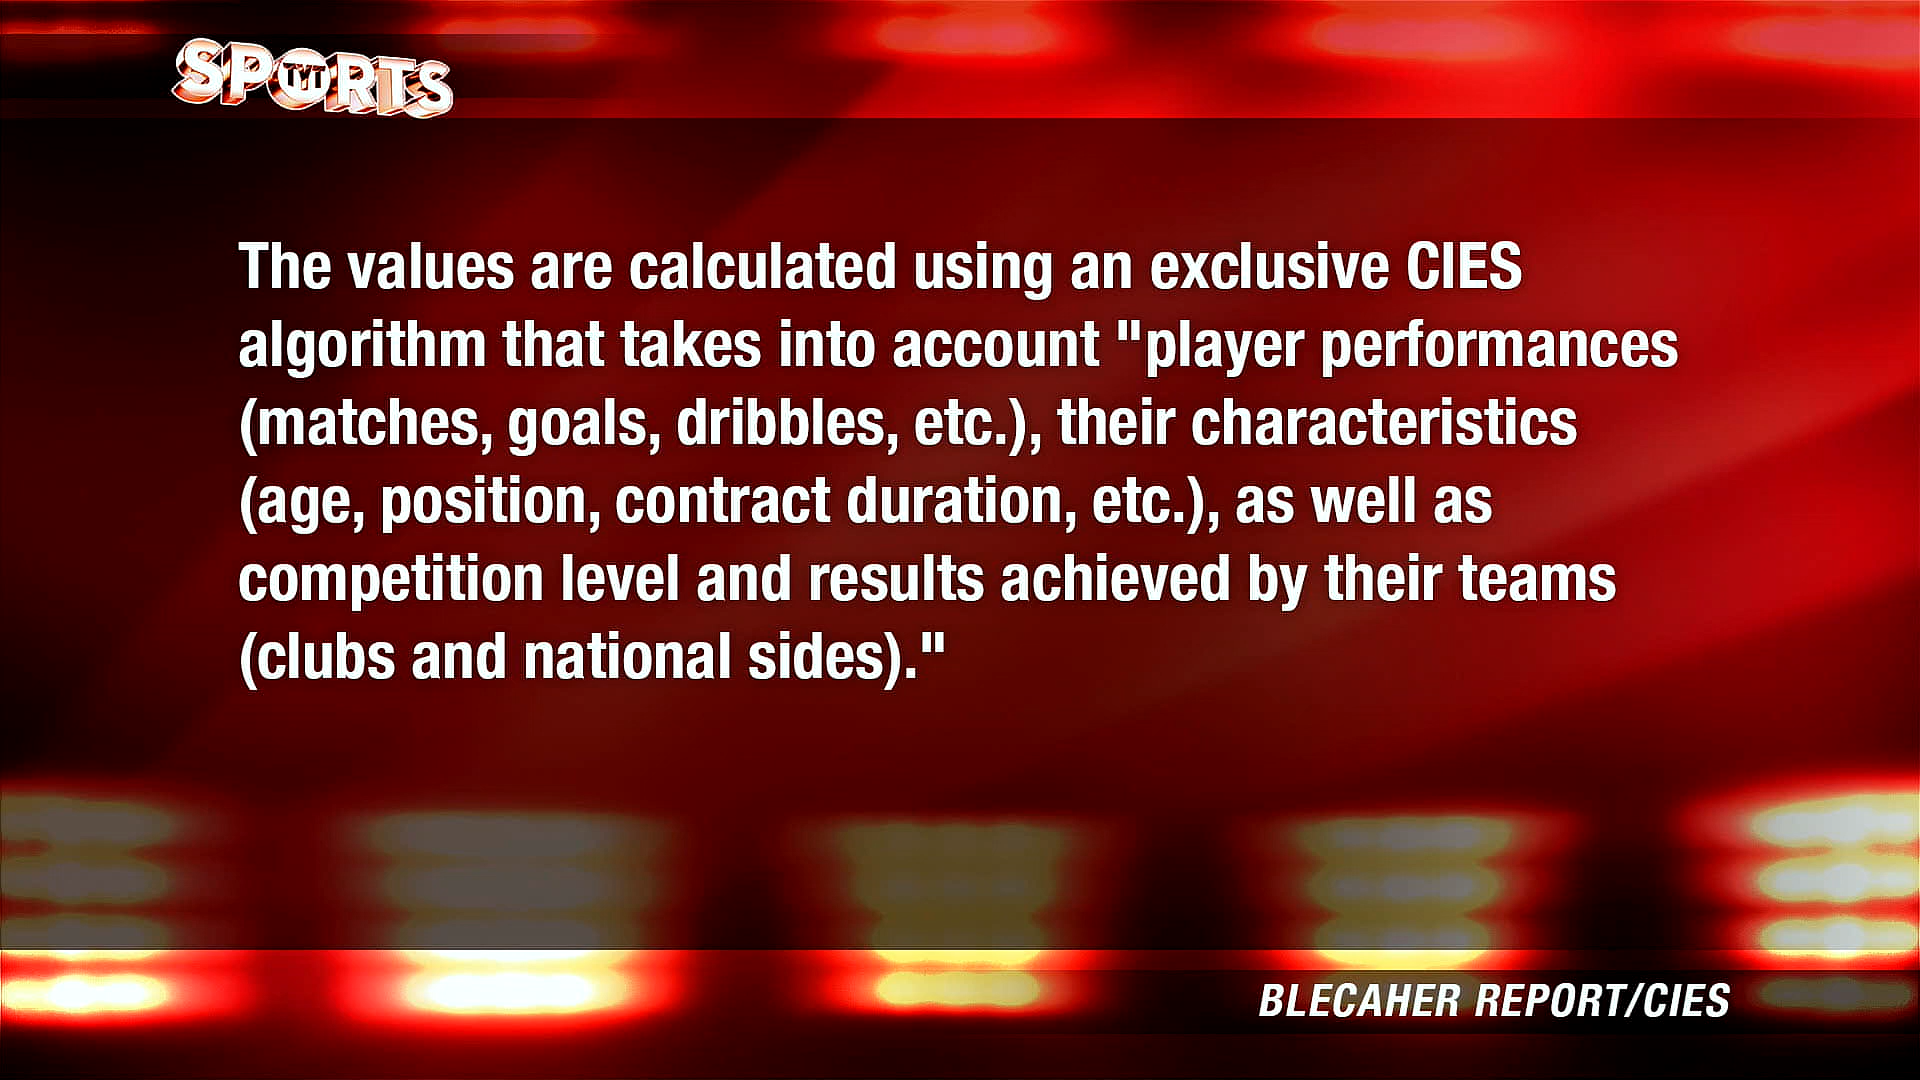 SPORTS
TYT
The values are calculated using an exclusive CIES
algorithm that takes into account "player performances
(matches, goals, dribbles, etc.), their characteristics
(age, position, contract duration, etc.), as well as
competition level and results achieved by their teams
(clubs and national sides)."
BLECAHER REPORT/CIES